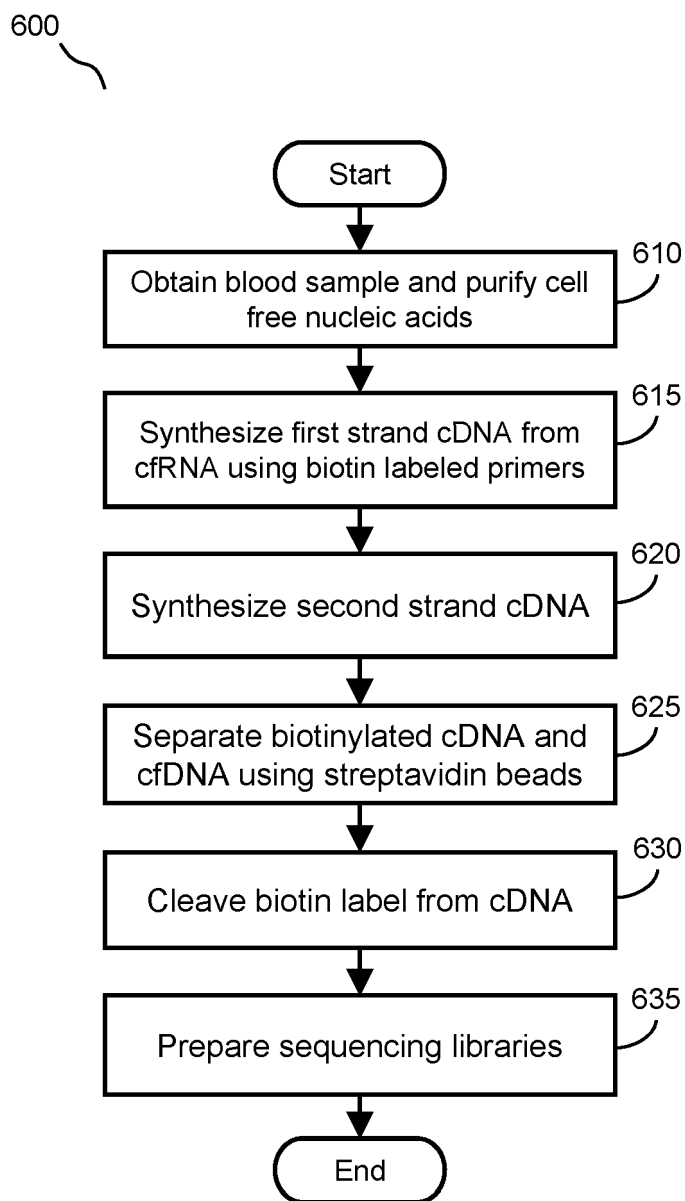 600
Start
610
Obtain blood sample and purify cell
free nucleic acids
615
Synthesize first strand cDNA from
cfRNA using biotin labeled primers
620
Synthesize second strand cDNA
625
Separate biotinylated cDNA and
cfDNA using streptavidin beads
630
Cleave biotin label from cDNA
635
Prepare sequencing libraries
End